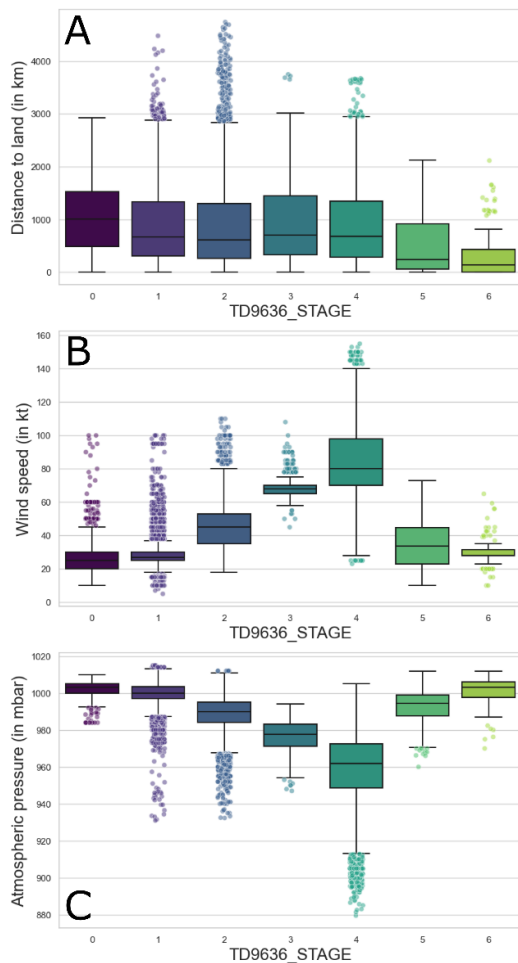 A
Distance to land (in km)
4000
3000
2000
1000
0
0 1 2 3 4 5 6
TD9636_STAGE
B
Wind speed (in kt)
160
140
120
100
80
60
40
20
0
0 1 2 3 4 5 6
TD9636_STAGE
Atmospheric pressure (in mbar)
1020
1000
980
960
940
920
900
880
C
0 1 2 3 4 5 6
TD9636_STAGE